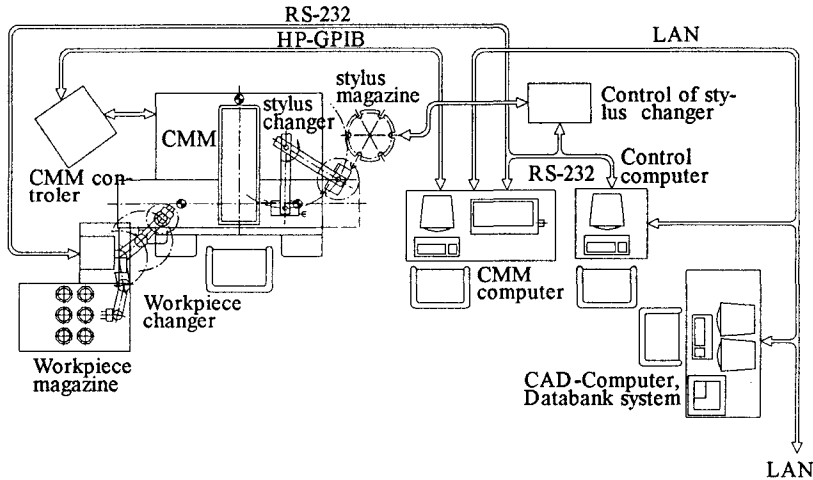 RS-232
HP-GPIB
LAN
stylus
magazine
stylus
changer
CMM
Control of sty-
lus changer
CMM con-
troler
RS-232
Control
computer
CMM
computer
Workpiece
changer
Workpiece
magazine
CAD-Computer,
Databank system
LAN